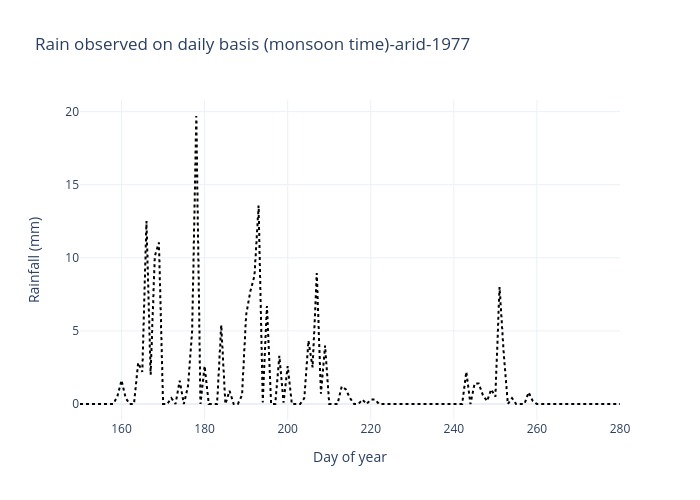 Rain observed on daily basis (monsoon time)-arid-1977
20
15
10
5
0
Rainfall (mm)
160 180 200 220 240 260 280
Day of year